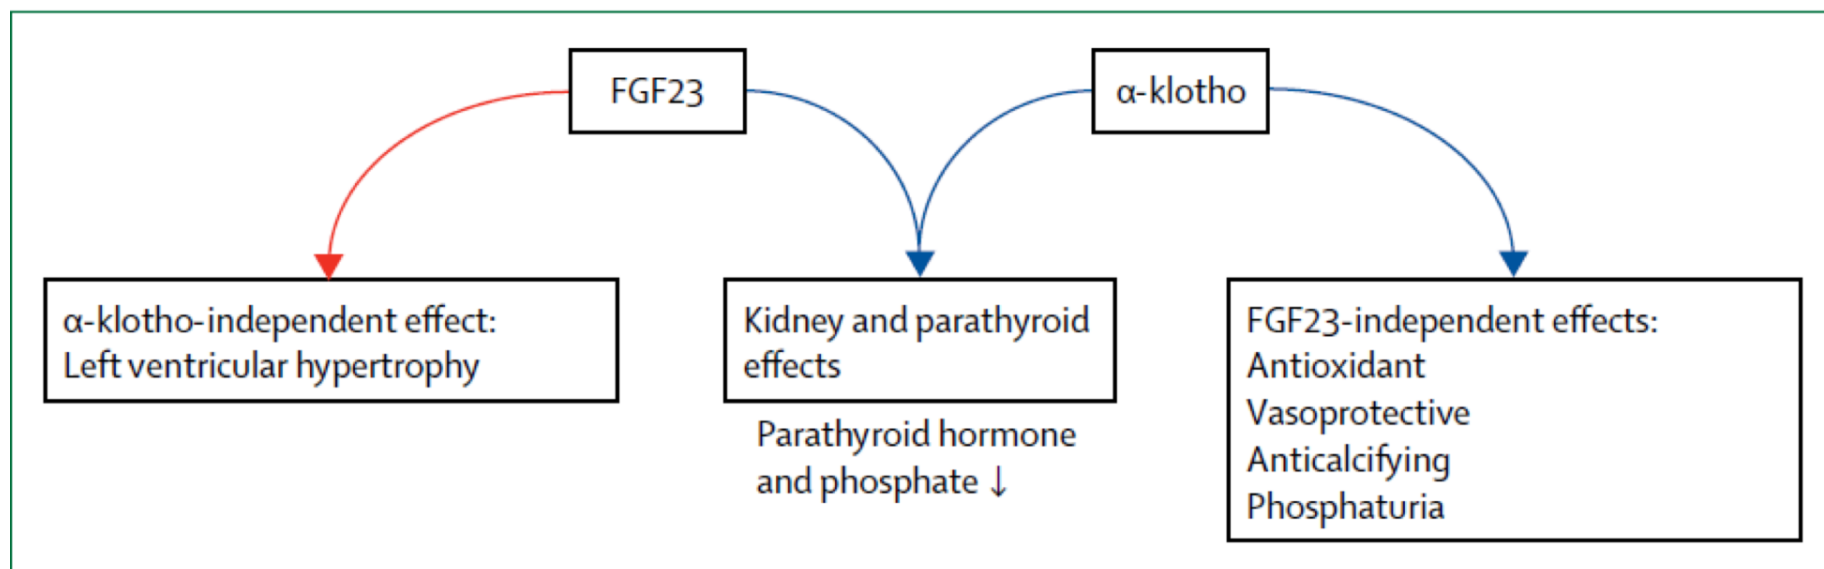 FGF23
α-klotho
α-klotho-independent effect:
Left ventricular hypertrophy
Kidney and parathyroid
effects
Parathyroid hormone
and phosphate ↓
FGF23-independent effects:
Antioxidant
Vasoprotective
Anticalcifying
Phosphaturia